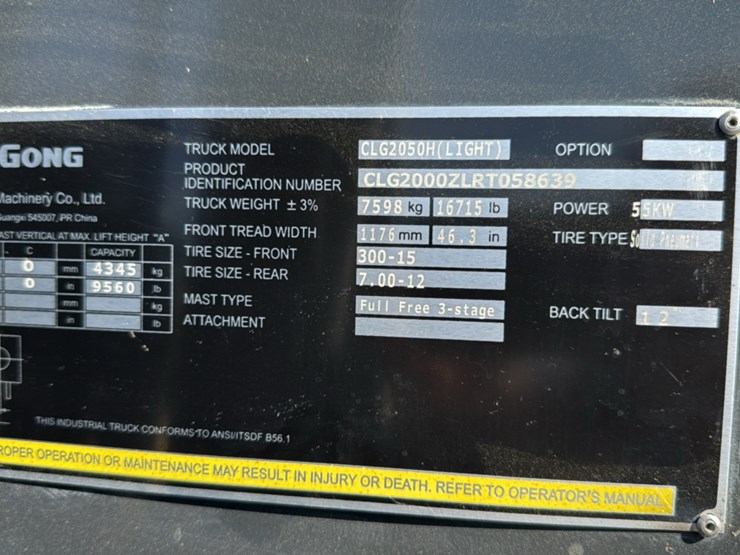 GONG
Machinery Co., Ltd.
Guangxi 545007, PR China
AST VERTICAL AT MAX. LIFT HEIGHT "A"
C CAPACITY
0 mm 4345 kg
0 in 9560 lb
mm kg
in lb
TRUCK MODEL CLG2050H(LIGHT) OPTION
PRODUCT
IDENTIFICATION NUMBER CLG2000ZLRT058639
TRUCK WEIGHT ± 3% 7598 kg 16715 lb POWER 55KW
FRONT TREAD WIDTH 1176 mm 46.3 in TIRE TYPE Solid Pneumatic
TIRE SIZE - FRONT 300-15
TIRE SIZE - REAR 7.00-12
MAST TYPE Full Free 3-stage BACK TILT 12
ATTACHMENT
THIS INDUSTRIAL TRUCK CONFORMS TO ANSI/ITSDF B56.1
ROPER OPERATION OR MAINTENANCE MAY RESULT IN INJURY OR DEATH. REFER TO OPERATOR'S MANUAL